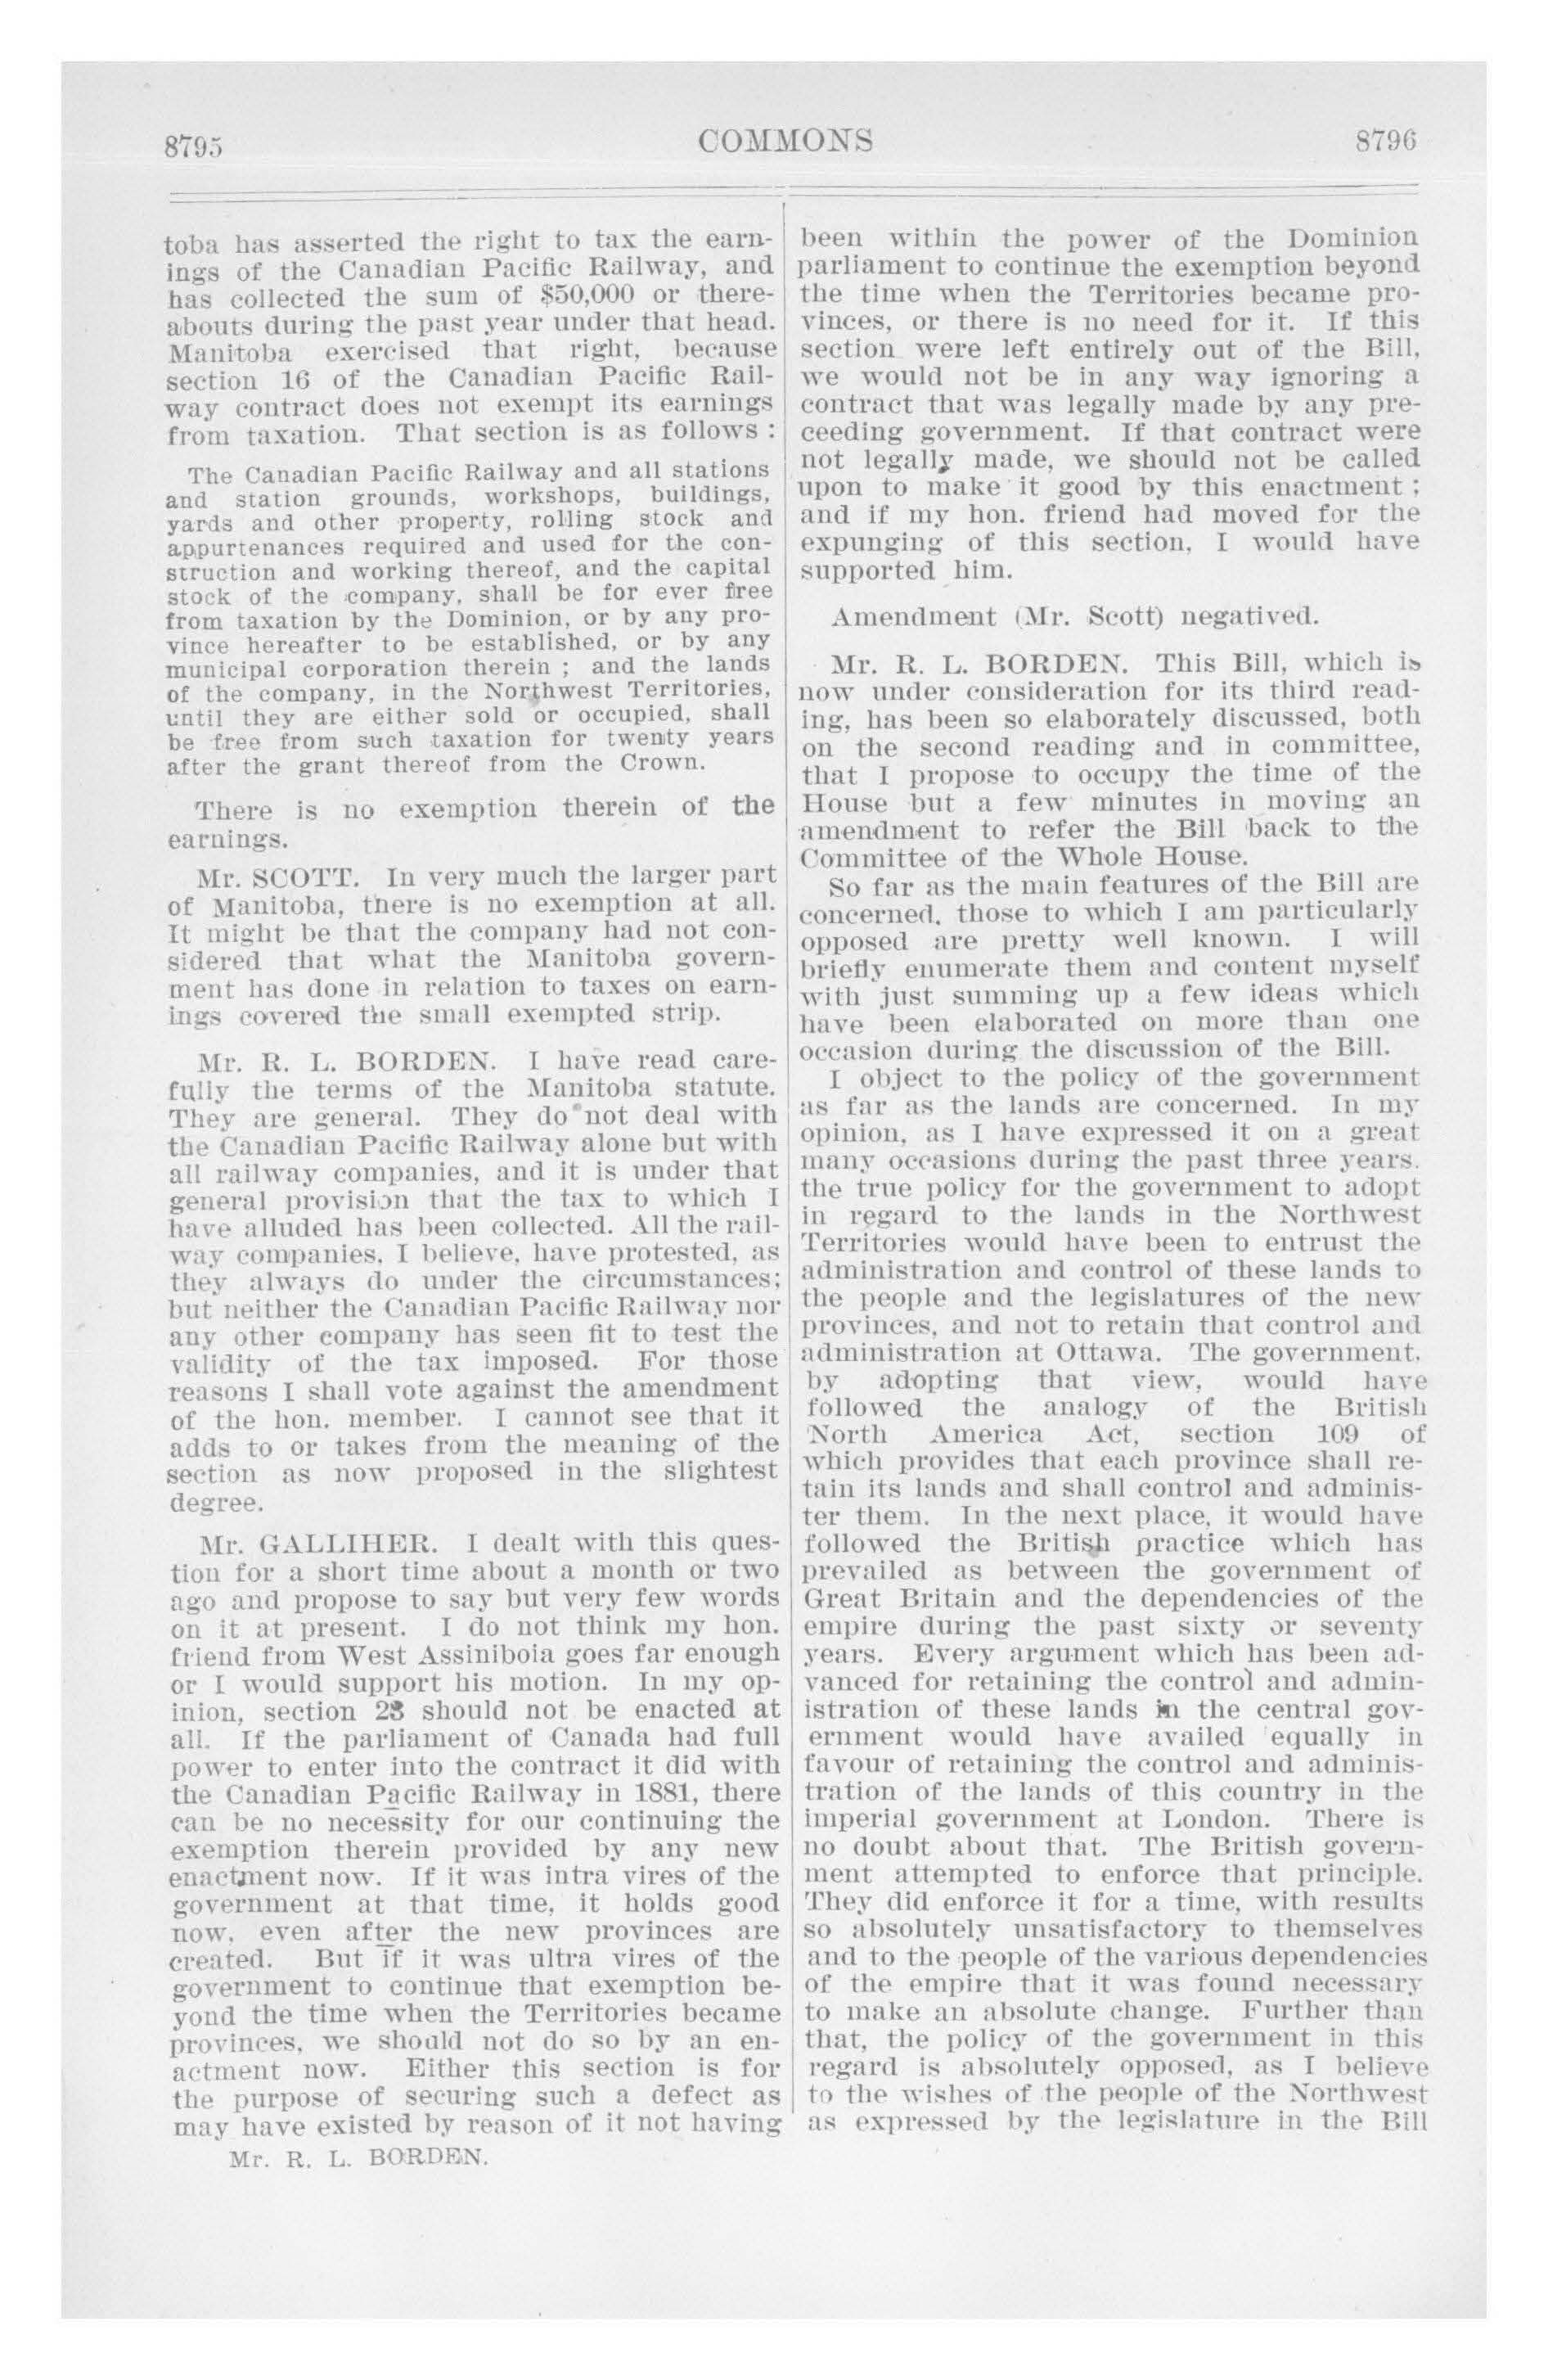 8795
COMMONS
8796
toba has asserted the right to tax the earn-
ings of the Canadian Pacific Railway, and
has collected the sum of $50,000 or there-
abouts during the past year under that head.
Manitoba exercised that right, because
section 16 of the Canadian Pacific Rail-
way contract does not exempt its earnings
from taxation. That section is as follows :
The Canadian Pacific Railway and all stations
and station grounds, workshops, buildings,
yards and other property, rolling stock and
appurtenances required and used for the con-
struction and working thereof, and the capital
stock of the company, shall be for ever free
from taxation by the Dominion, or by any pro-
vince hereafter to be established, or by any
municipal corporation therein ; and the lands
of the company, in the Northwest Territories,
until they are either sold or occupied, shall
be free from such taxation for twenty years
after the grant thereof from the Crown.
There is no exemption therein of the
earnings.
Mr. SCOTT. In very much the larger part
of Manitoba, there is no exemption at all.
It might be that the company had not con-
sidered that what the Manitoba govern-
ment has done in relation to taxes on earn-
ings covered the small exempted strip.
Mr. R. L. BORDEN. I have read care-
fully the terms of the Manitoba statute.
They are general. They do not deal with
the Canadian Pacific Railway alone but with
all railway companies, and it is under that
general provision that the tax to which I
have alluded has been collected. All the rail-
way companies, I believe, have protested, as
they always do under the circumstances;
but neither the Canadian Pacific Railway nor
any other company has seen fit to test the
validity of the tax imposed. For those
reasons I shall vote against the amendment
of the hon. member. I cannot see that it
adds to or takes from the meaning of the
section as now proposed in the slightest
degree.
Mr. GALLIHER. I dealt with this ques-
tion for a short time about a month or two
ago and propose to say but very few words
on it at present. I do not think my hon.
friend from West Assiniboia goes far enough
or I would support his motion. In my op-
inion, section 23 should not be enacted at
all. If the parliament of Canada had full
power to enter into the contract it did with
the Canadian Pacific Railway in 1881, there
can be no necessity for our continuing the
exemption therein provided by any new
enactment now. If it was intra vires of the
government at that time, it holds good
now, even after the new provinces are
created. But if it was ultra vires of the
government to continue that exemption be-
yond the time when the Territories became
provinces, we should not do so by an en-
actment now. Either this section is for
the purpose of securing such a defect as
may have existed by reason of it not having
Mr. R. L. BORDEN.
been within the power of the Dominion
parliament to continue the exemption beyond
the time when the Territories became pro-
vinces, or there is no need for it. If this
section were left entirely out of the Bill,
we would not be in any way ignoring a
contract that was legally made by any pre-
ceeding government. If that contract were
not legally made, we should not be called
upon to make it good by this enactment ;
and if my hon. friend had moved for the
expunging of this section, I would have
supported him.
Amendment (Mr. Scott) negatived.
Mr. R. L. BORDEN. This Bill, which is
now under consideration for its third read-
ing, has been so elaborately discussed, both
on the second reading and in committee,
that I propose to occupy the time of the
House but a few minutes in moving an
amendment to refer the Bill back to the
Committee of the Whole House.
So far as the main features of the Bill are
concerned, those to which I am particularly
opposed are pretty well known. I will
briefly enumerate them and content myself
with just summing up a few ideas which
have been elaborated on more than one
occasion during the discussion of the Bill.
I object to the policy of the government
as far as the lands are concerned. In my
opinion, as I have expressed it on a great
many occasions during the past three years,
the true policy for the government to adopt
in regard to the lands in the Northwest
Territories would have been to entrust the
administration and control of these lands to
the people and the legislatures of the new
provinces, and not to retain that control and
administration at Ottawa. The government,
by adopting that view, would have
followed the analogy of the British
North America Act, section 109 of
which provides that each province shall re-
tain its lands and shall control and adminis-
ter them. In the next place, it would have
followed the British practice which has
prevailed as between the government of
Great Britain and the dependencies of the
empire during the past sixty or seventy
years. Every argument which has been ad-
vanced for retaining the control and admin-
istration of these lands in the central gov-
ernment would have availed equally in
favour of retaining the control and adminis-
tration of the lands of this country in the
imperial government at London. There is
no doubt about that. The British govern-
ment attempted to enforce that principle.
They did enforce it for a time, with results
so absolutely unsatisfactory to themselves
and to the people of the various dependencies
of the empire that it was found necessary
to make an absolute change. Further than
that, the policy of the government in this
regard is absolutely opposed, as I believe
to the wishes of the people of the Northwest
as expressed by the legislature in the Bill